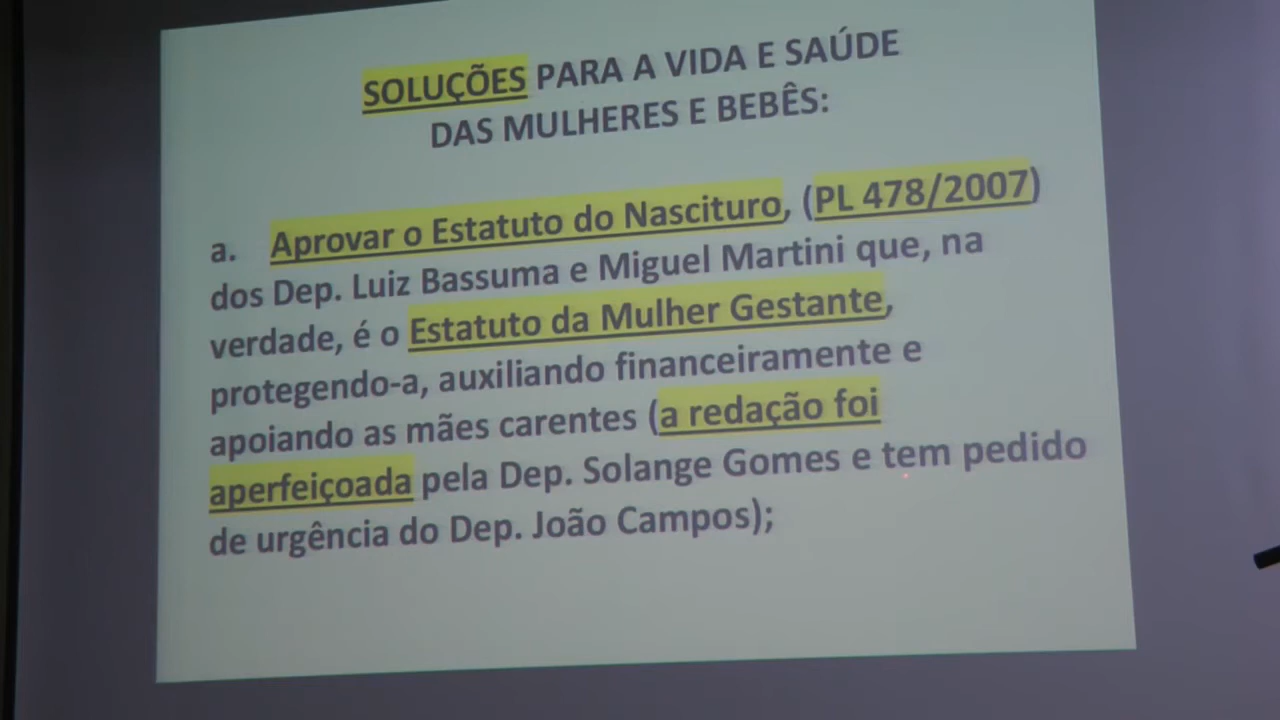 SOLUÇÕES PARA A VIDA E SAÚDE
DAS MULHERES E BEBÊS:
a. Aprovar o Estatuto do Nascituro, (PL 478/2007)
dos Dep. Luiz Bassuma e Miguel Martini que, na
verdade, é o Estatuto da Mulher Gestante,
protegendo-a, auxiliando financeiramente e
apoiando as mães carentes (a redação foi
aperfeiçoada pela Dep. Solange Gomes e tem pedido
de urgência do Dep. João Campos);